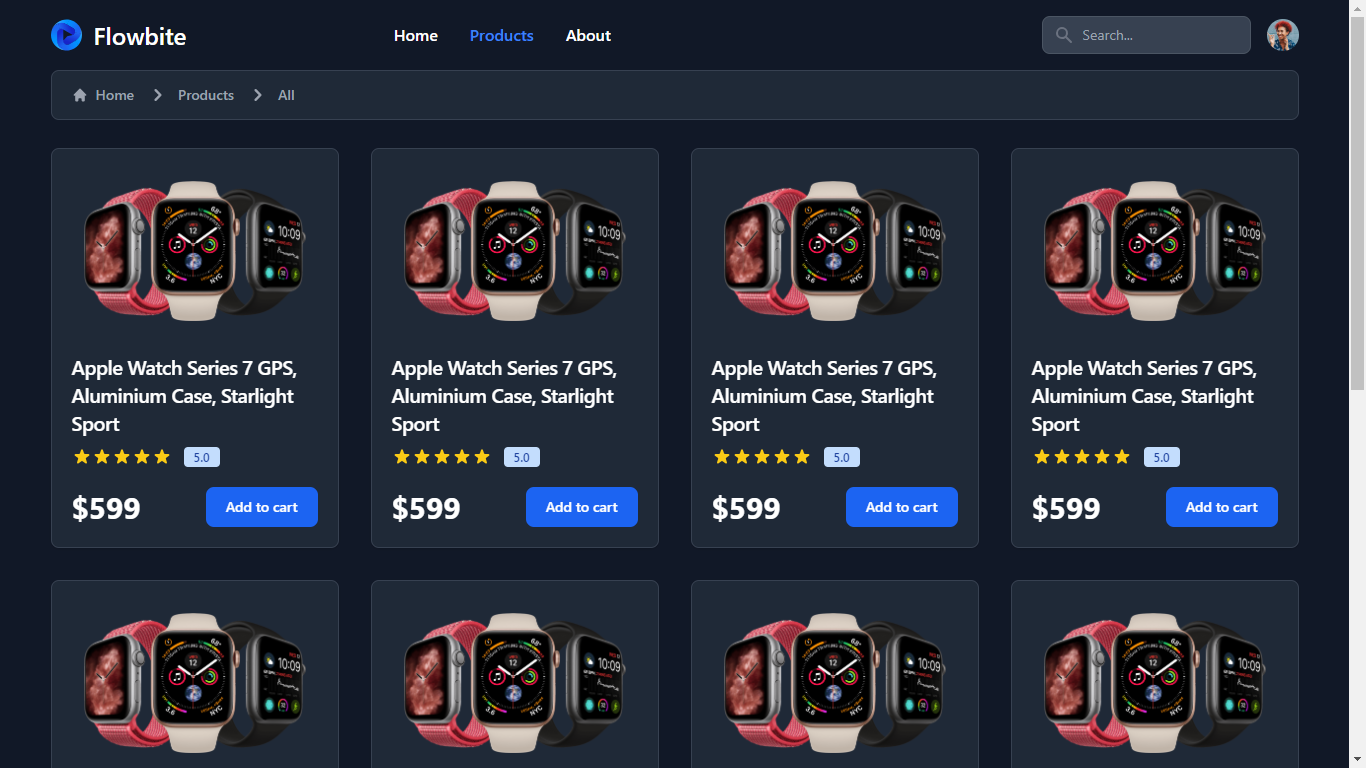 Flowbite
Home Products About
Search...
Home Products All
Apple Watch Series 7 GPS,
Aluminium Case, Starlight
Sport
5.0
$599 Add to cart
Apple Watch Series 7 GPS,
Aluminium Case, Starlight
Sport
5.0
$599 Add to cart
Apple Watch Series 7 GPS,
Aluminium Case, Starlight
Sport
5.0
$599 Add to cart
Apple Watch Series 7 GPS,
Aluminium Case, Starlight
Sport
5.0
$599 Add to cart